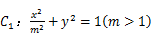 C₁：x²/m² + y² = 1(m > 1)